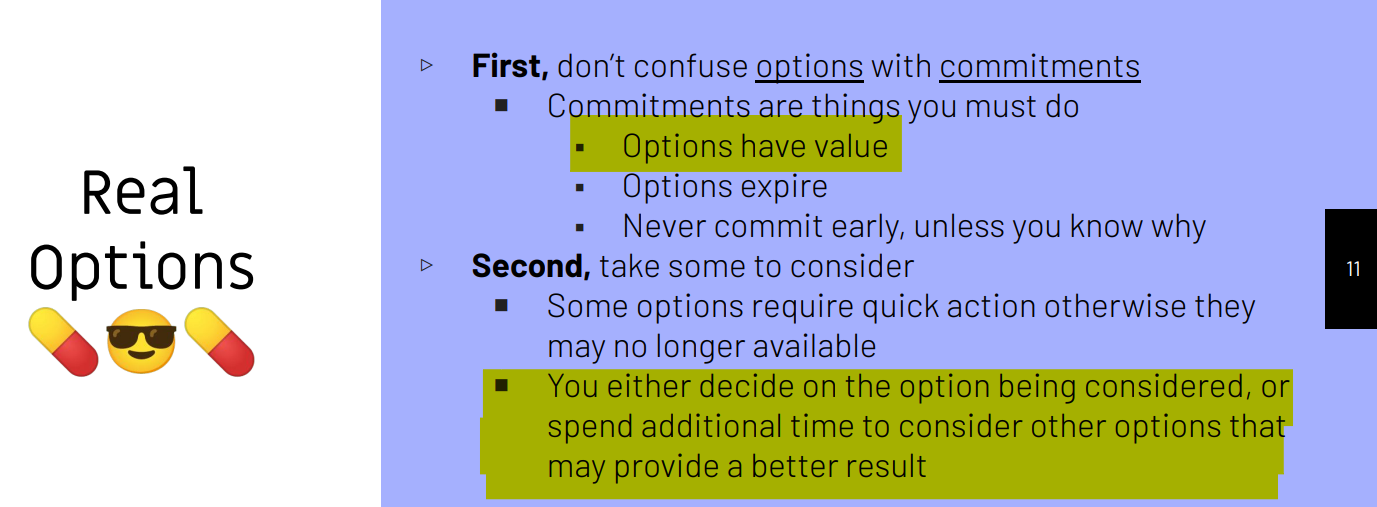 Real
Options
First, don't confuse options with commitments
Commitments are things you must do
Options have value
Options expire
Never commit early, unless you know why
Second, take some to consider
Some options require quick action otherwise they
may no longer available
You either decide on the option being considered, or
spend additional time to consider other options that
may provide a better result
11